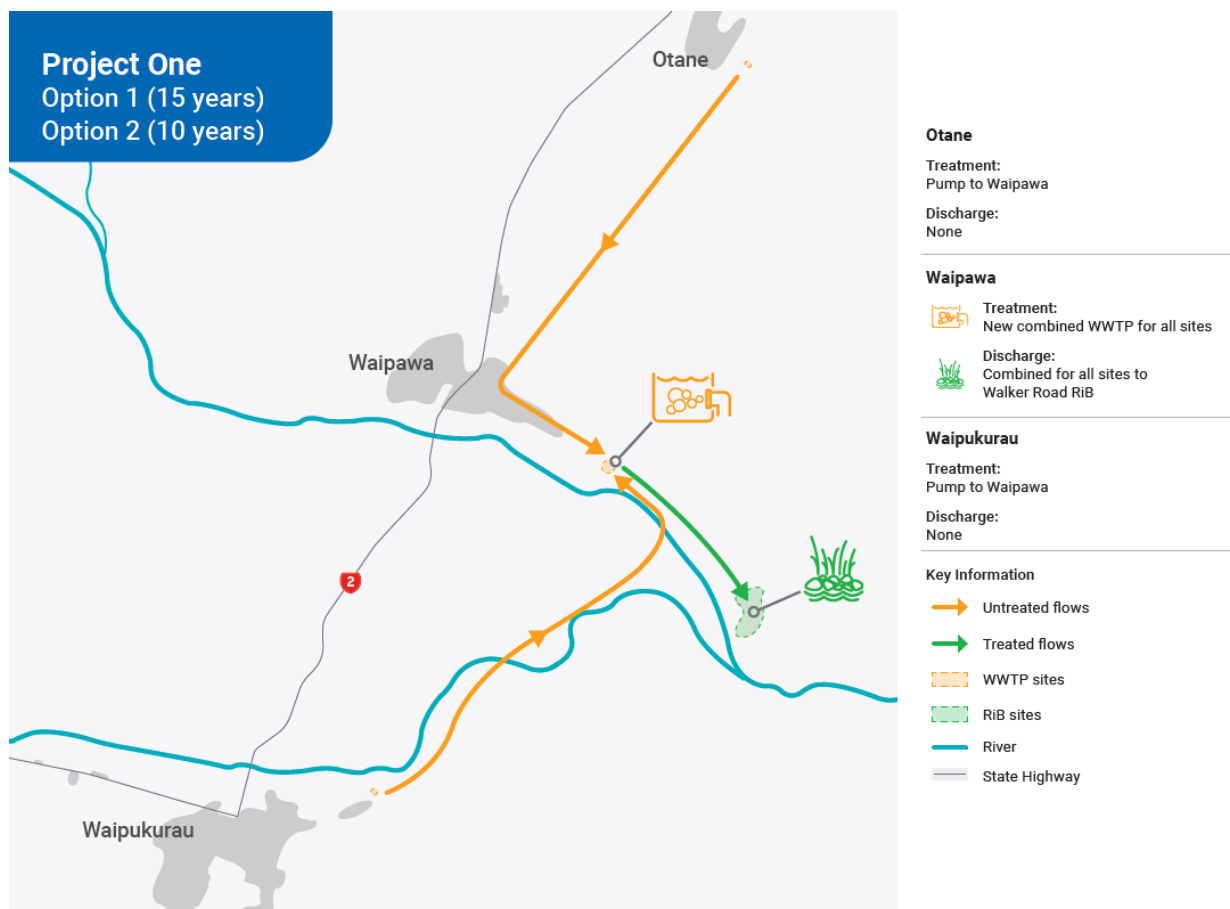 Project One
Option 1 (15 years)
Option 2 (10 years)
Otane
Waipawa
2
Waipukurau
Otane
Treatment:
Pump to Waipawa
Discharge:
None
Waipawa
Treatment:
New combined WWTP for all sites
Discharge:
Combined for all sites to
Walker Road RiB
Waipukurau
Treatment:
Pump to Waipawa
Discharge:
None
Key Information
Untreated flows
Treated flows
WWTP sites
RiB sites
River
State Highway